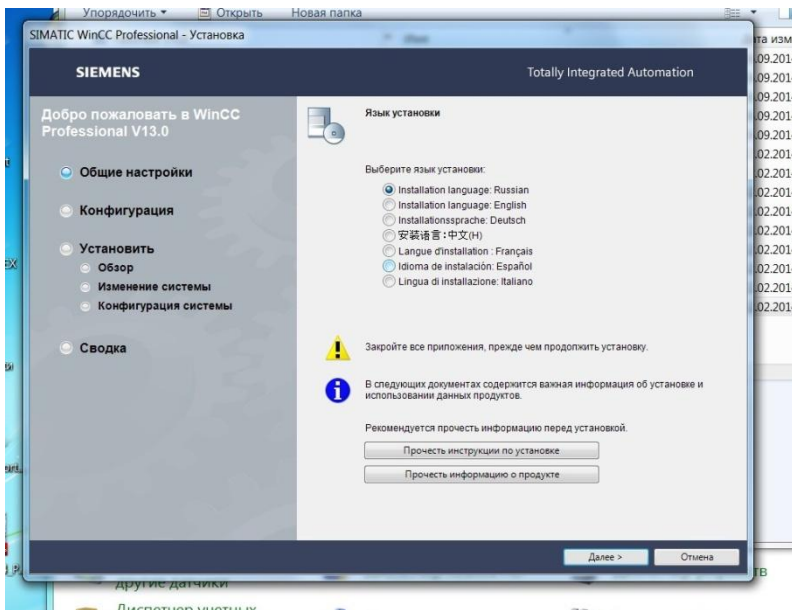 Упорядочить
Открыть
Новая папка
SIMATIC WinCC Professional - Установка
SIEMENS
Totally Integrated Automation
Добро пожаловать в WinCC
Professional V13.0
Общие настройки
Конфигурация
Установить
Обзор
Изменение системы
Конфигурация системы
Сводка
Язык установки
Выберите язык установки:
Installation language: Russian
Installation language: English
Installationssprache: Deutsch
安装语言:中文(H)
Langue d'installation : Français
Idioma de instalación: Español
Lingua di installazione: Italiano
Закройте все приложения, прежде чем продолжить установку.
В следующих документах содержится важная информация об установке и
использовании данных продуктов.
Рекомендуется прочесть информацию перед установкой.
Прочесть инструкции по установке
Прочесть информацию о продукте
Далее >
Отмена
другие датчики